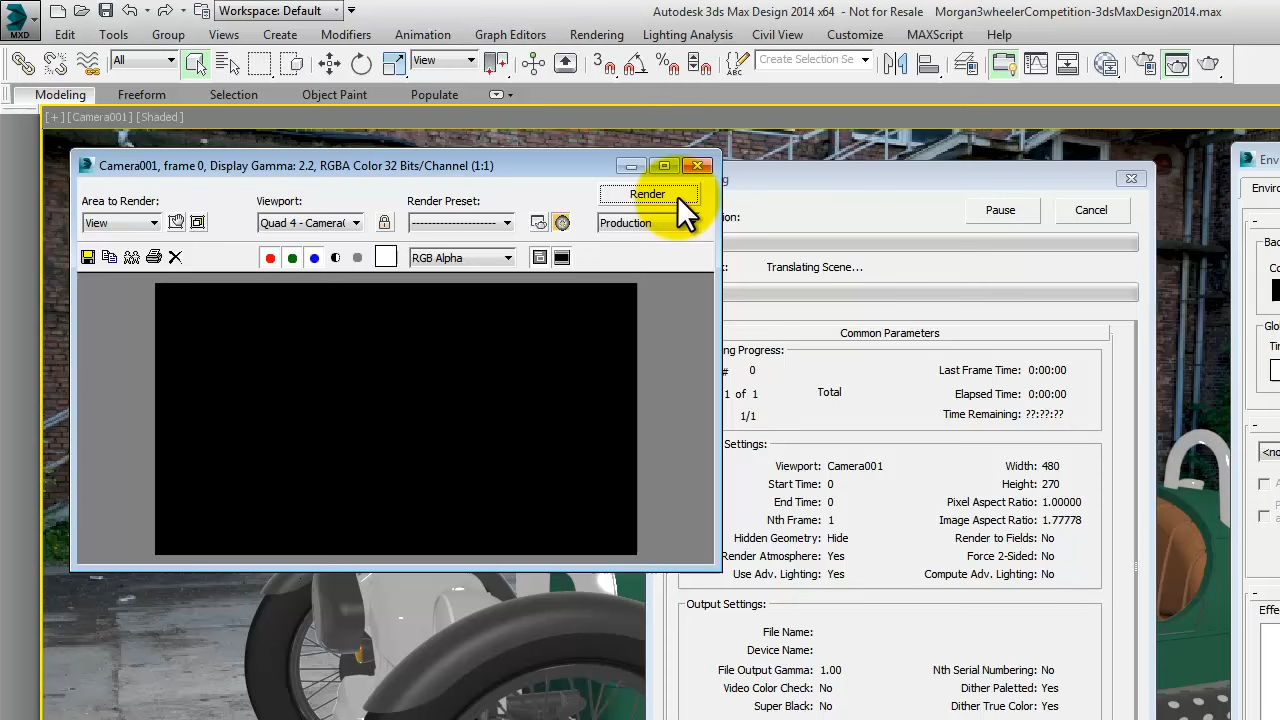 Workspace: Default
Autodesk 3ds Max Design 2014 x64 - Not for Resale
Morgan3wheelerCompetition-3dsMaxDesign2014.max
MXD
Edit
Tools
Group
Views
Create
Modifiers
Animation
Graph Editors
Rendering
Lighting Analysis
Civil View
Customize
MAXScript
Help
All
View
3
Create Selection Se
Modeling
Freeform
Selection
Object Paint
Populate
[+] [Camera001] [Shaded]
Camera001, frame 0, Display Gamma: 2.2, RGBA Color 32 Bits/Channel (1:1)
Area to Render:
Viewport:
Render Preset:
Render
View
Quad 4 - Camera(
Production
RGB Alpha
Pause
Cancel
Translating Scene...
Common Parameters
Progress:
# 0
1 of 1
1/1
Total
Last Frame Time: 0:00:00
Elapsed Time: 0:00:00
Time Remaining: ??:??:??
Settings:
Viewport: Camera001
Start Time: 0
End Time: 0
Nth Frame: 1
Hidden Geometry: Hide
Render Atmosphere: Yes
Use Adv. Lighting: Yes
Width: 480
Height: 270
Pixel Aspect Ratio: 1.00000
Image Aspect Ratio: 1.77778
Render to Fields: No
Force 2-Sided: No
Compute Adv. Lighting: No
Output Settings:
File Name:
Device Name:
File Output Gamma: 1.00
Video Color Check: No
Super Black: No
Nth Serial Numbering: No
Dither Paletted: Yes
Dither True Color: Yes